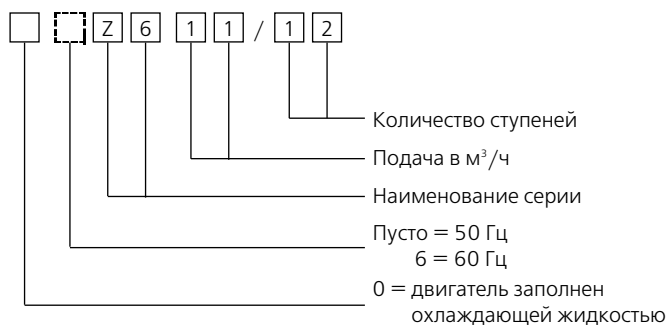 Z 6 1 1 / 1 2
Количество ступеней
Подача в м³/ч
Наименование серии
Пусто = 50 Гц
6 = 60 Гц
0 = двигатель заполнен
охлаждающей жидкостью